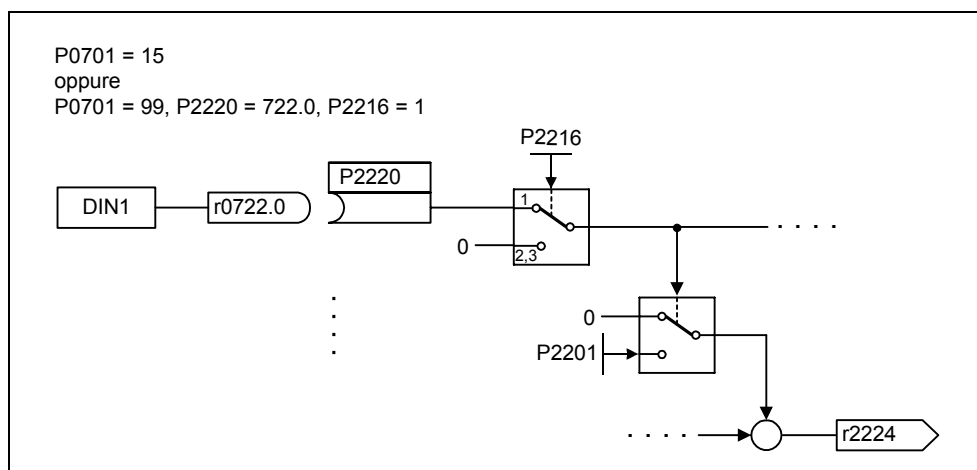 P0701 = 15
oppure
P0701 = 99, P2220 = 722.0, P2216 = 1
P2216
P2220
DIN1
r0722.0
1
0
2,3
. . . .
0
P2201
. . . .
. . . .
r2224